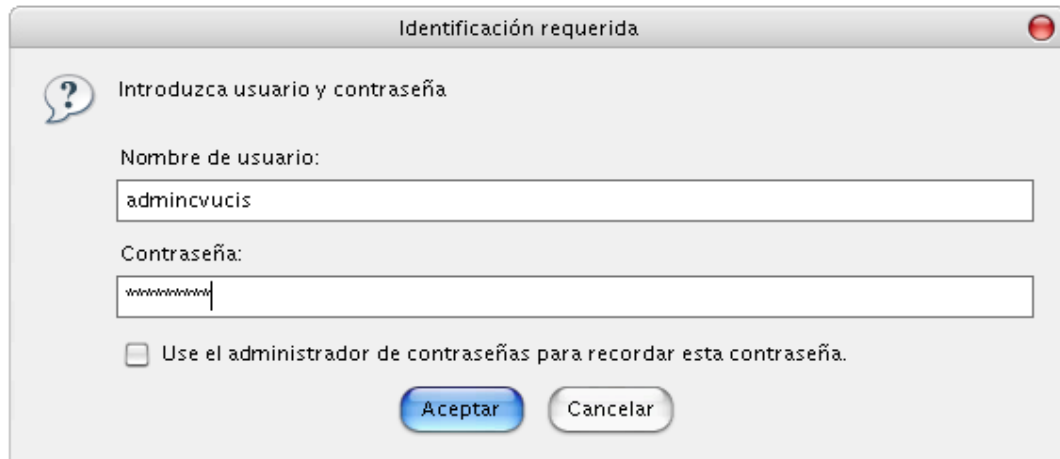 Identificación requerida
?
Introduzca usuario y contraseña
Nombre de usuario:
admincvucis
Contraseña:
Use el administrador de contraseñas para recordar esta contraseña.
Aceptar
Cancelar